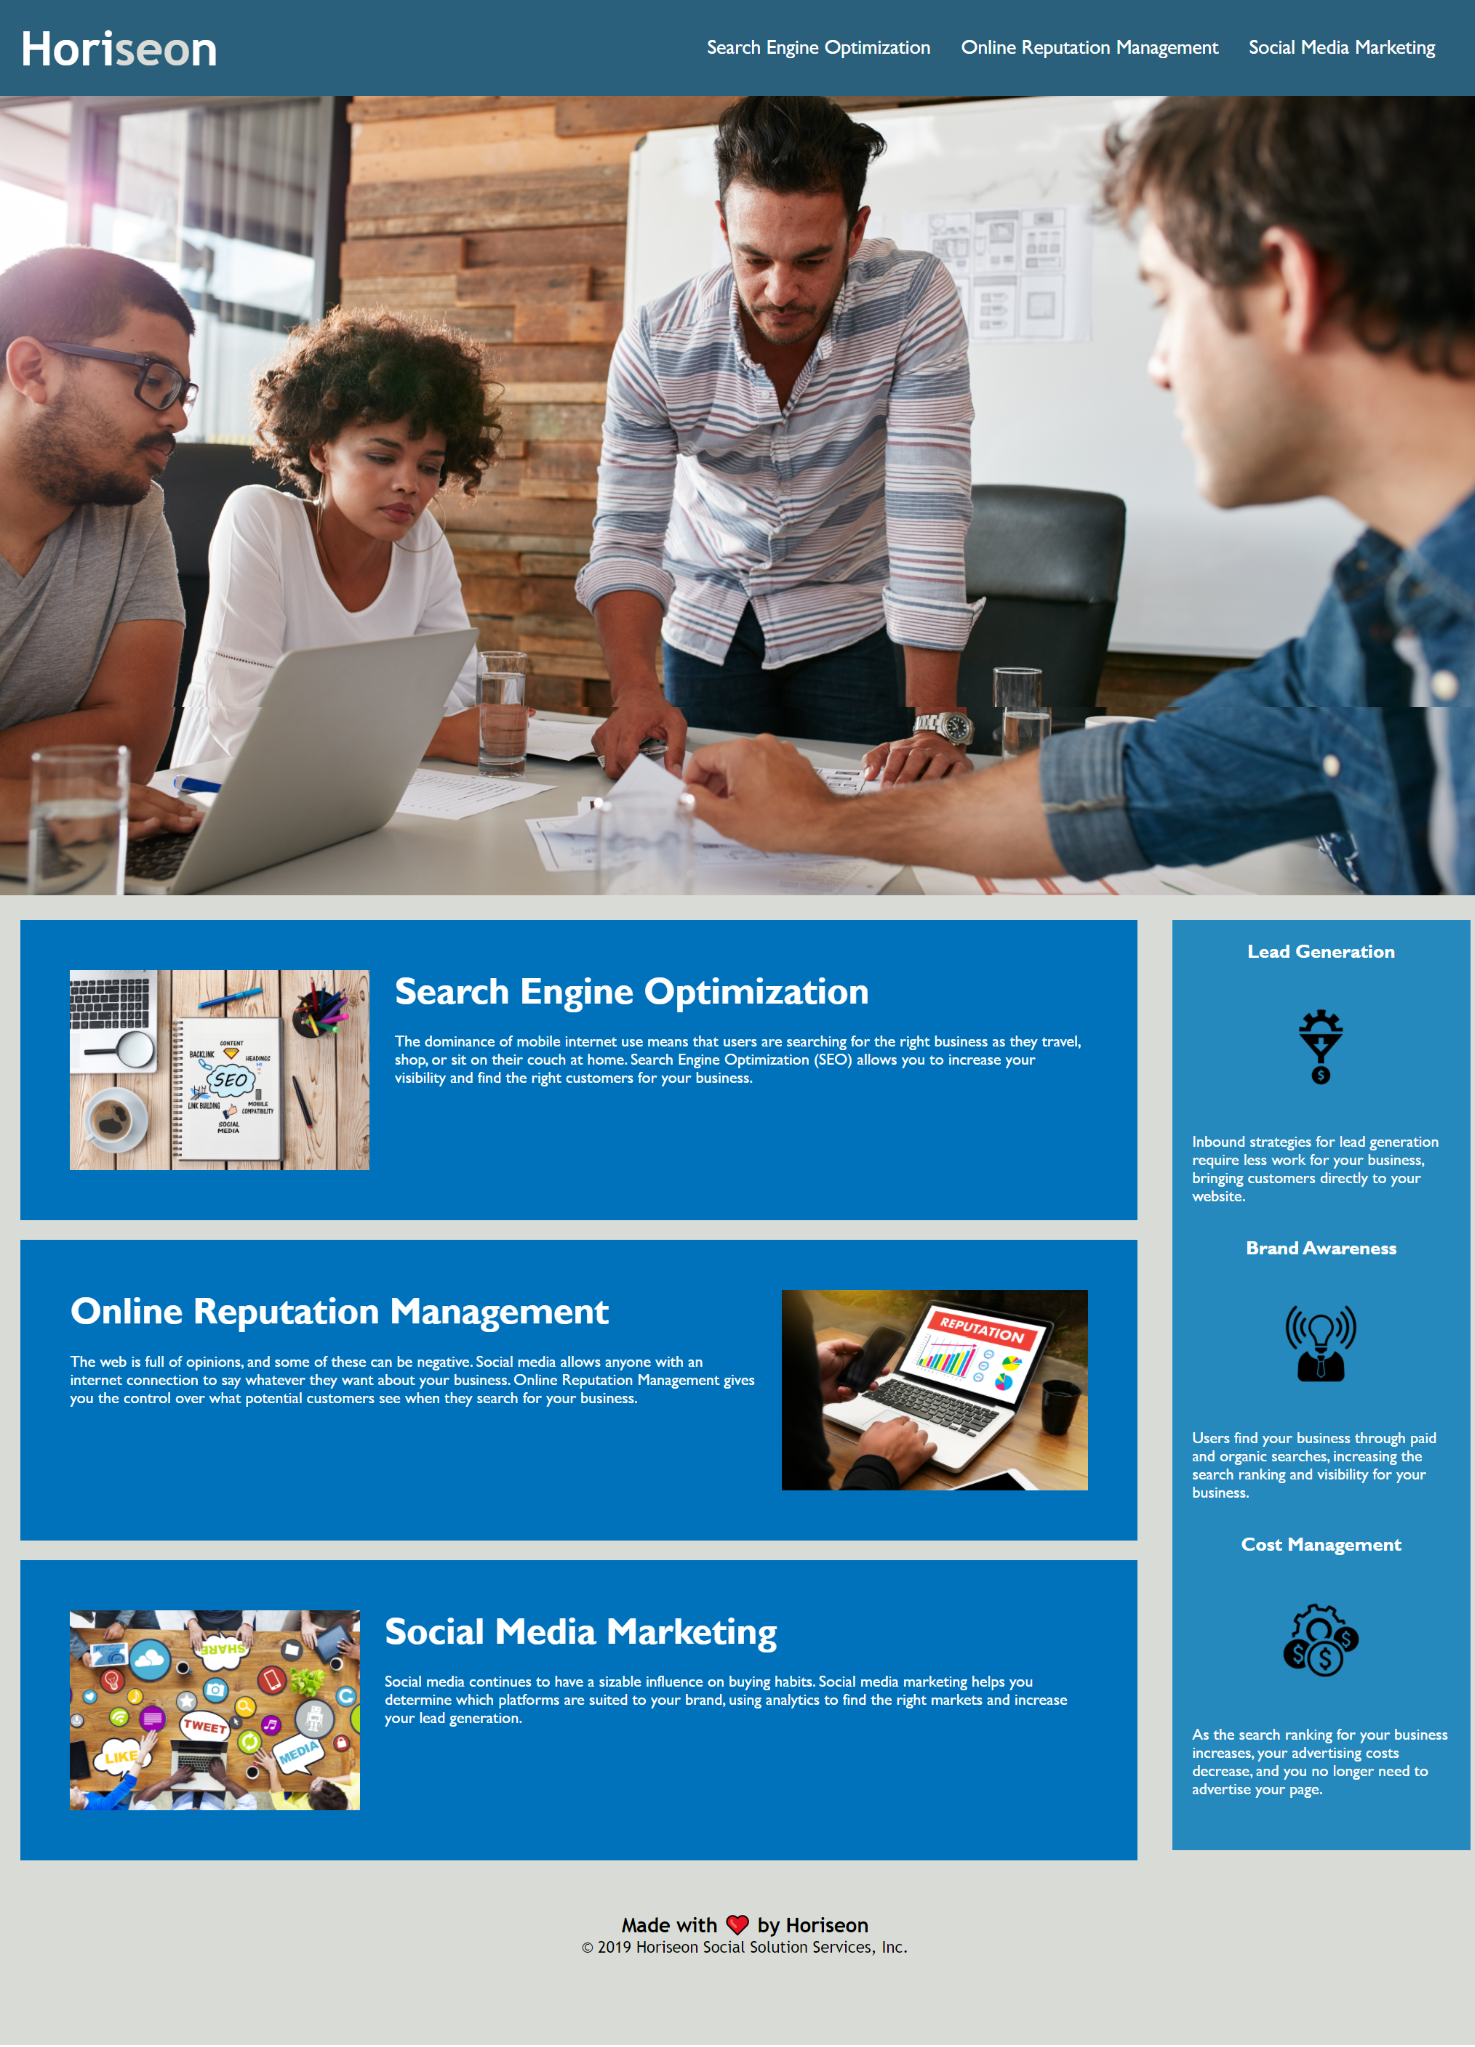 Horiseon
Search Engine Optimization
Online Reputation Management
Social Media Marketing
CONTENT
BACKLINK
HEADINGS
SEO
LINK BUILDING
MOBILE
COMPATIBILITY
SOCIAL
MEDIA
Search Engine Optimization
The dominance of mobile internet use means that users are searching for the right business as they travel,
shop, or sit on their couch at home. Search Engine Optimization (SEO) allows you to increase your
visibility and find the right customers for your business.
Online Reputation Management
The web is full of opinions, and some of these can be negative. Social media allows anyone with an
internet connection to say whatever they want about your business. Online Reputation Management gives
you the control over what potential customers see when they search for your business.
REPUTATION
SHARE
TWEET
LIKE
MEDIA
Social Media Marketing
Social media continues to have a sizable influence on buying habits. Social media marketing helps you
determine which platforms are suited to your brand, using analytics to find the right markets and increase
your lead generation.
Lead Generation
$
Inbound strategies for lead generation
require less work for your business,
bringing customers directly to your
website.
Brand Awareness
Users find your business through paid
and organic searches, increasing the
search ranking and visibility for your
business.
Cost Management
$ $ $
As the search ranking for your business
increases, your advertising costs
decrease, and you no longer need to
advertise your page.
Made with ❤️ by Horiseon
© 2019 Horiseon Social Solution Services, Inc.